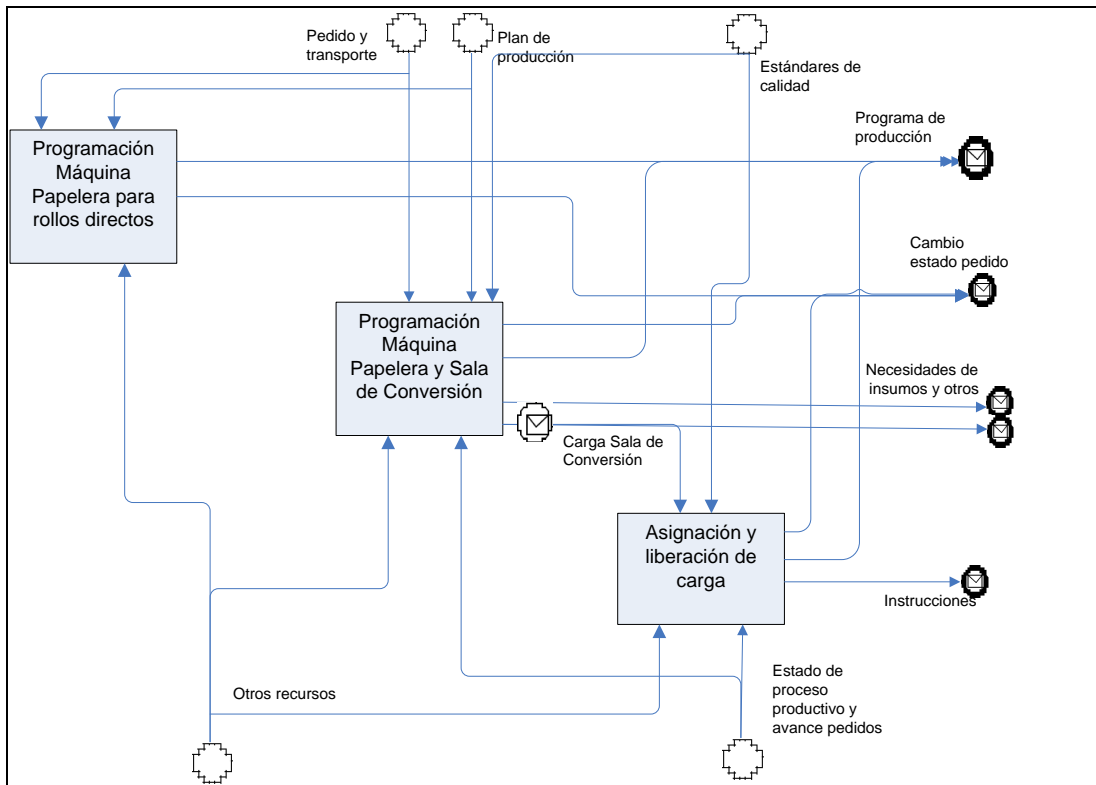 Pedido y
transporte
Plan de
producción
Estándares de
calidad
Programa de
producción
Programación
Máquina
Papelera para
rollos directos
Cambio
estado pedido
Programación
Máquina
Papelera y Sala
de Conversión
Necesidades de
insumos y otros
Carga Sala de
Conversión
Asignación y
liberación de
carga
Instrucciones
Otros recursos
Estado de
proceso
productivo y
avance pedidos